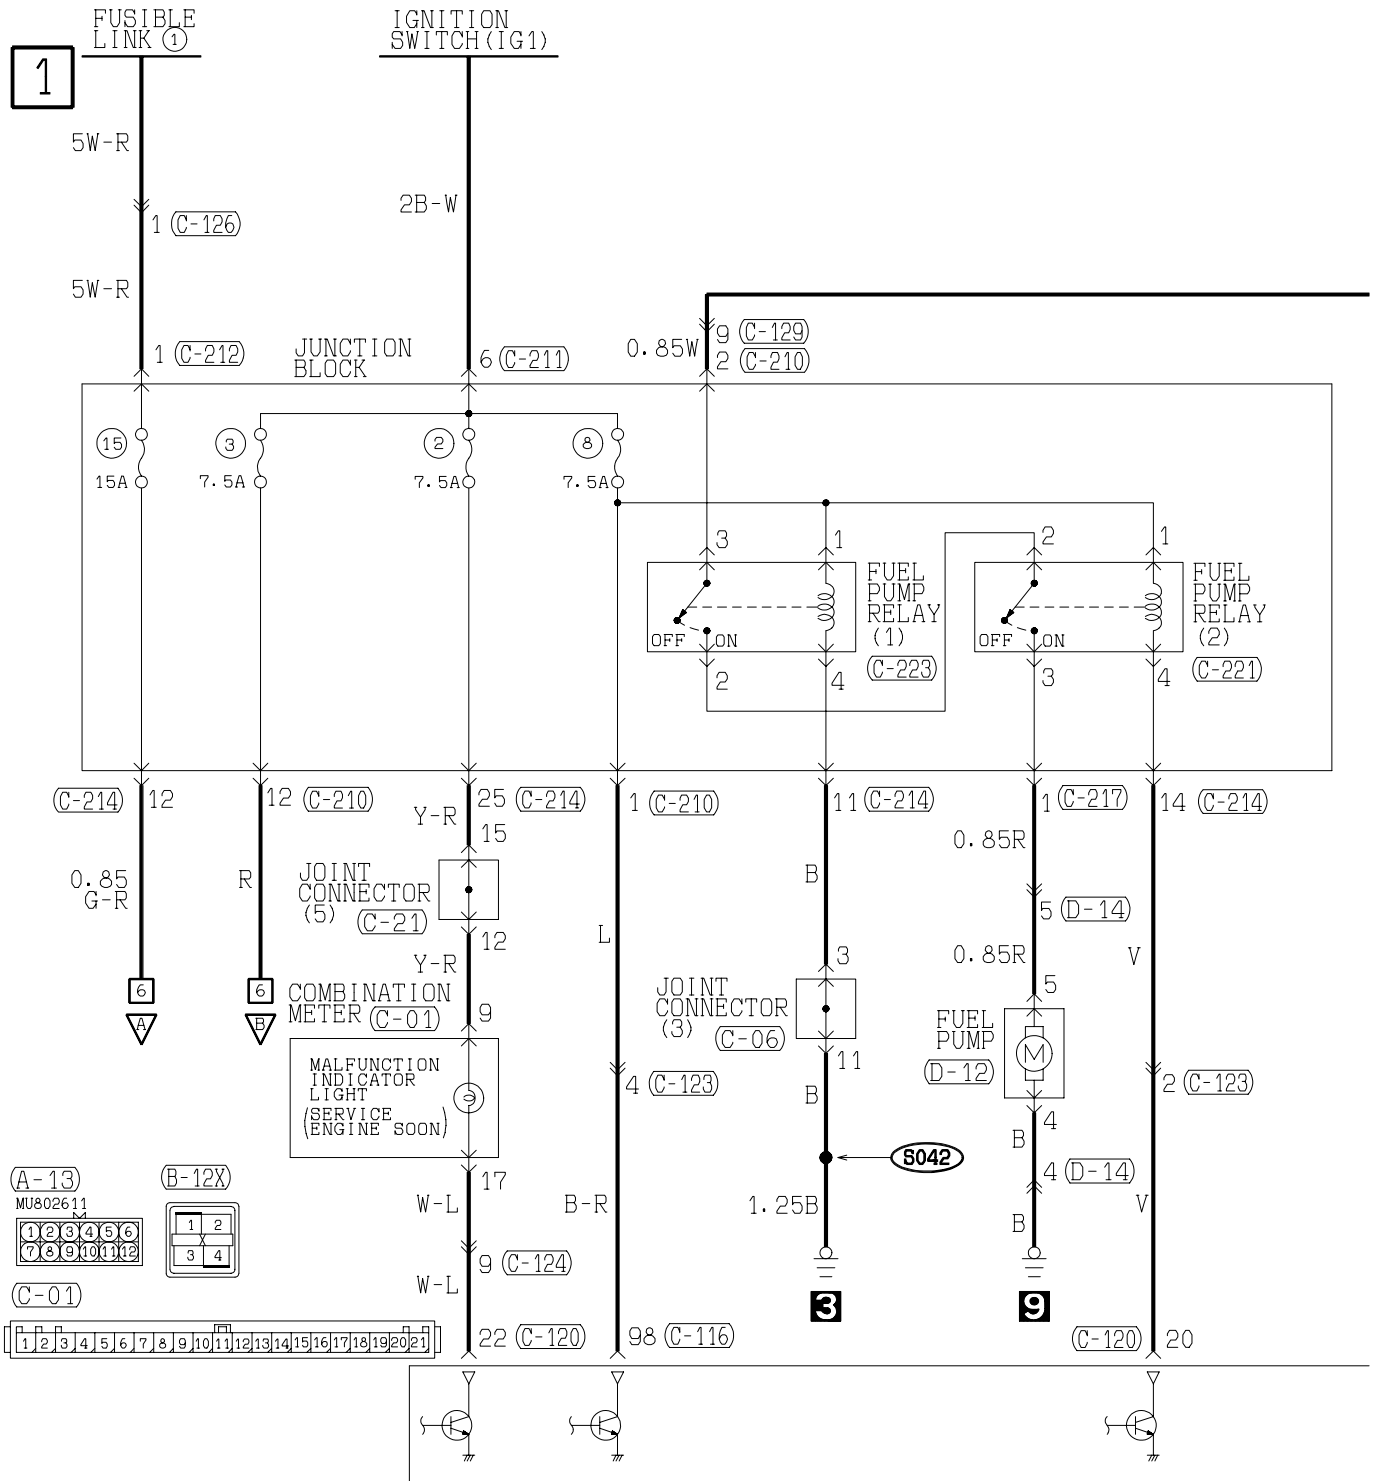 FUSIBLE
LINK 1
IGNITION
SWITCH(IG1)
1
5W-R
2B-W
1 (C-126)
5W-R
9 (C-129)
0.85W
2 (C-210)
1 (C-212)
JUNCTION
BLOCK
6 (C-211)
15
3
2
8
15A
7.5A
7.5A
7.5A
3
1
2
1
FUEL
PUMP
RELAY
(1)
(C-223)
FUEL
PUMP
RELAY
(2)
(C-221)
OFF
ON
OFF
ON
2
4
3
4
(C-214) 12
12 (C-210)
25 (C-214)
1 (C-210)
11 (C-214)
1 (C-217)
14 (C-214)
Y-R
15
0.85R
0.85
G-R
R
JOINT
CONNECTOR
(5)
(C-21)
B
5 (D-14)
12
L
Y-R
3
0.85R
V
5
6
6
A
B
COMBINATION
METER (C-01)
9
JOINT
CONNECTOR
(3)
(C-06)
11
FUEL
PUMP
(D-12)
M
MALFUNCTION
INDICATOR
LIGHT
(SERVICE
ENGINE SOON)
4 (C-123)
B
2 (C-123)
4
B
S042
17
4 (D-14)
(A-13)
MU802611
(B-12X)
W-L
B-R
1.25B
B
V
1 2 3 4 5 6
7 8 9 10 11 12
1 2
X
3 4
9 (C-124)
W-L
(C-01)
3
9
1 2 3 4 5 6 7 8 9 10 11 12 13 14 15 16 17 18 19 20 21
22 (C-120)
98 (C-116)
(C-120) 20